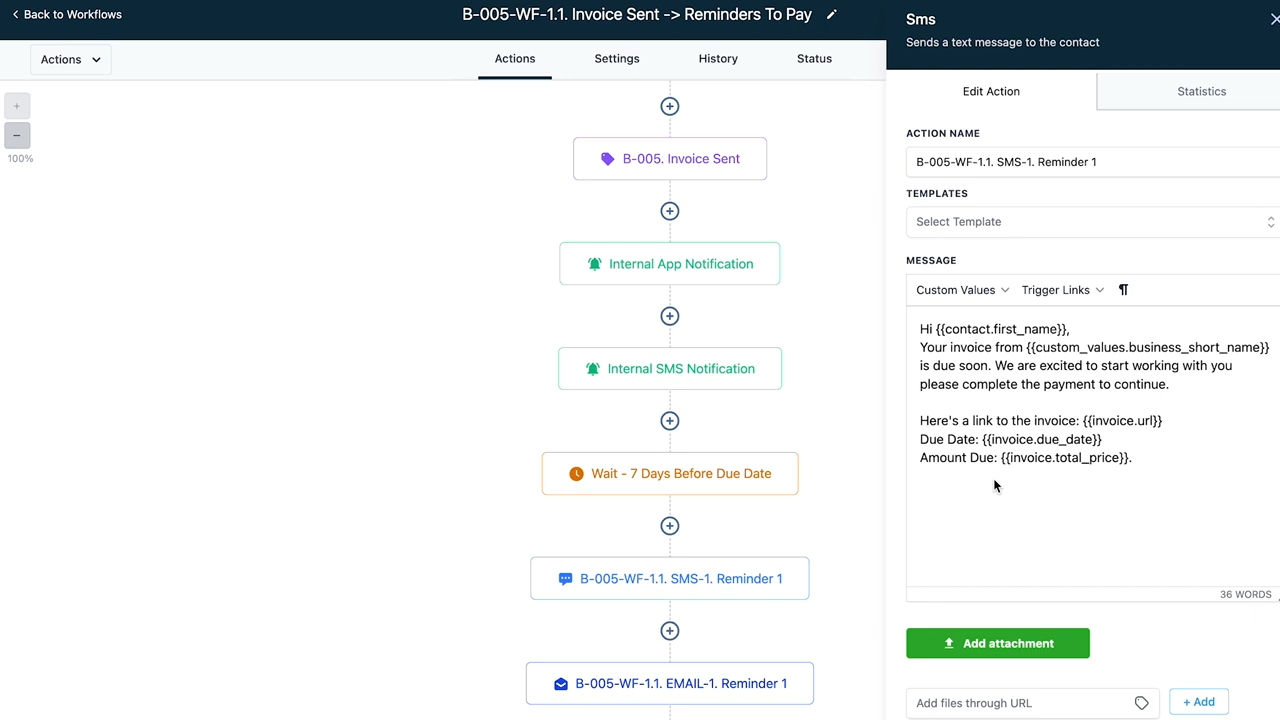 Back to Workflows
B-005-WF-1.1. Invoice Sent -> Reminders To Pay
Actions
Actions
Settings
History
Status
100%
B-005. Invoice Sent
Internal App Notification
Internal SMS Notification
Wait - 7 Days Before Due Date
B-005-WF-1.1. SMS-1. Reminder 1
B-005-WF-1.1. EMAIL-1. Reminder 1
Sms
Sends a text message to the contact
Edit Action
Statistics
ACTION NAME
B-005-WF-1.1. SMS-1. Reminder 1
TEMPLATES
Select Template
MESSAGE
Custom Values
Trigger Links
Hi {{contact.first_name}},
Your invoice from {{custom_values.business_short_name}}
is due soon. We are excited to start working with you
please complete the payment to continue.
Here's a link to the invoice: {{invoice.url}}
Due Date: {{invoice.due_date}}
Amount Due: {{invoice.total_price}}.
36 WORDS
Add attachment
Add files through URL
+ Add